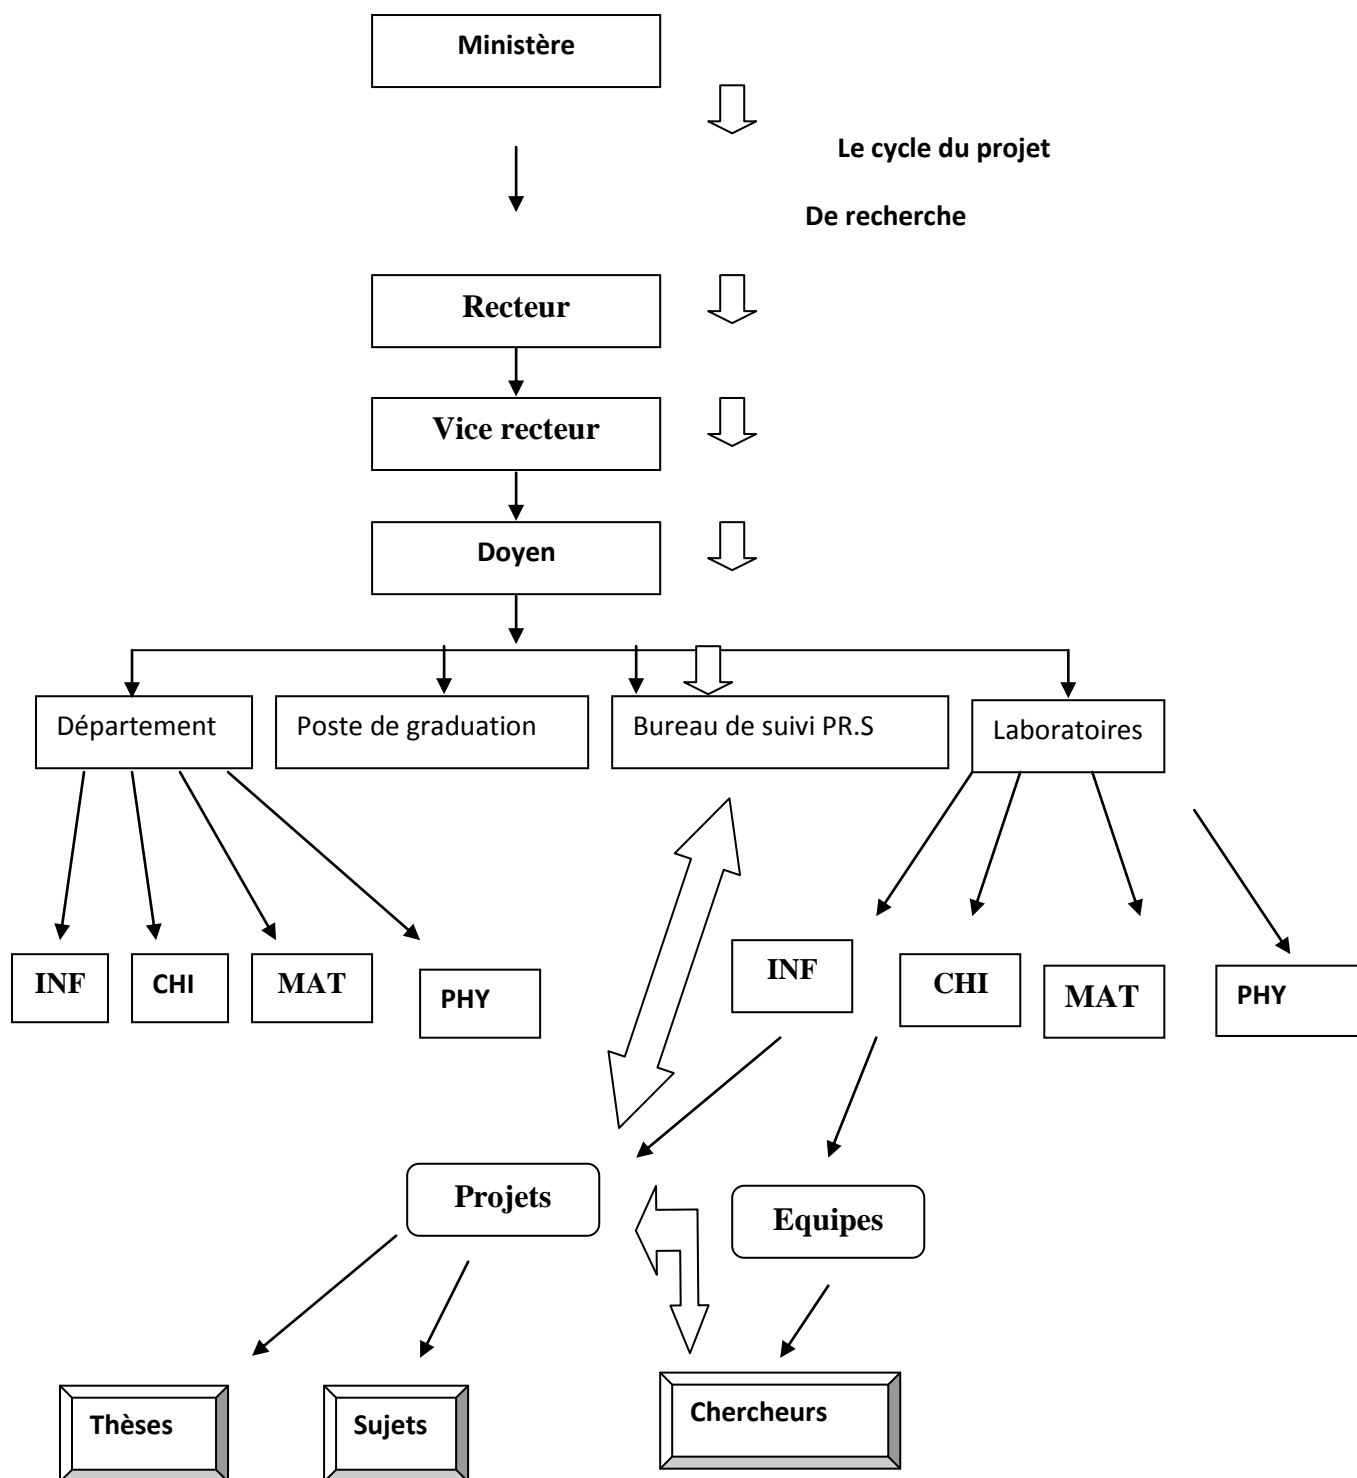 Ministère
Le cycle du projet
De recherche
Recteur
Vice recteur
Doyen
Département
Poste de graduation
Bureau de suivi PR.S
Laboratoires
INF
CHI
MAT
PHY
INF
CHI
MAT
PHY
Projets
Equipes
Thèses
Sujets
Chercheurs